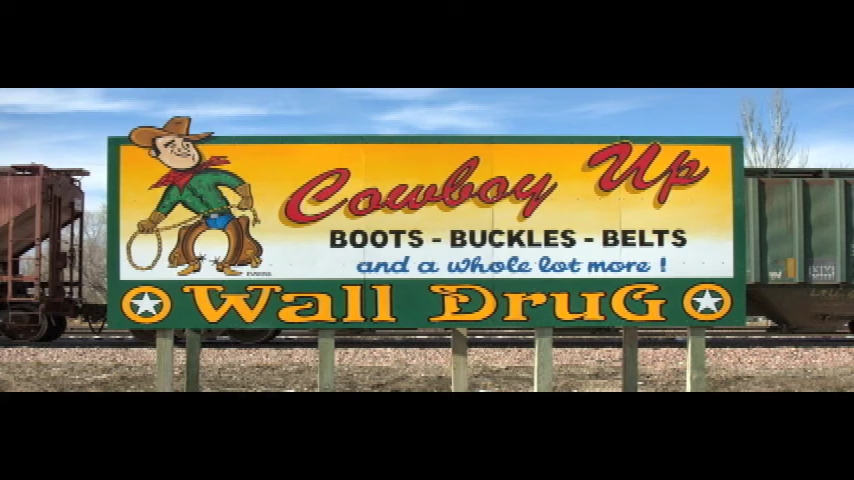 Cowboy Up
BOOTS - BUCKLES - BELTS
and a whole lot more !
Wall Drug